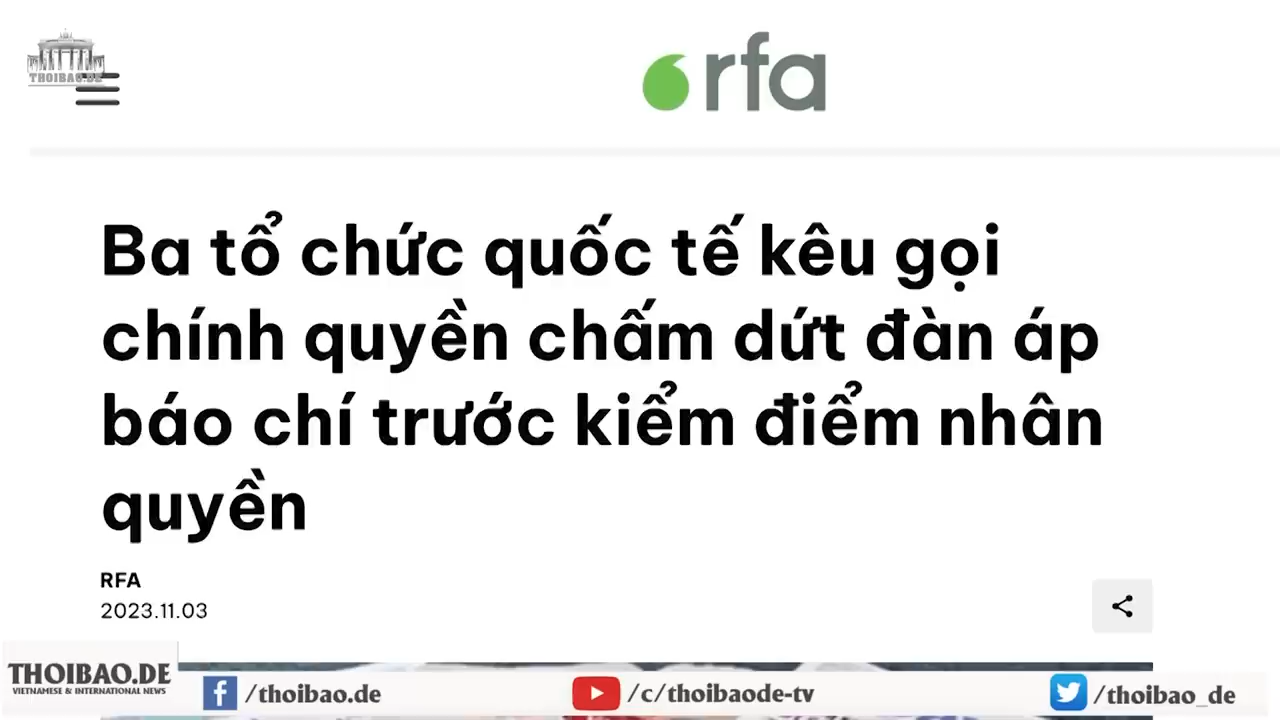 THOIBAO.DE
rfa
Ba tổ chức quốc tế kêu gọi
chính quyền chấm dứt đàn áp
báo chí trước kiểm điểm nhân
quyền
RFA
2023.11.03
THOIBAO.DE
VIETNAMESE & INTERNATIONAL NEWS
/thoibao.de
/c/thoibaode-tv
/thoibao_de